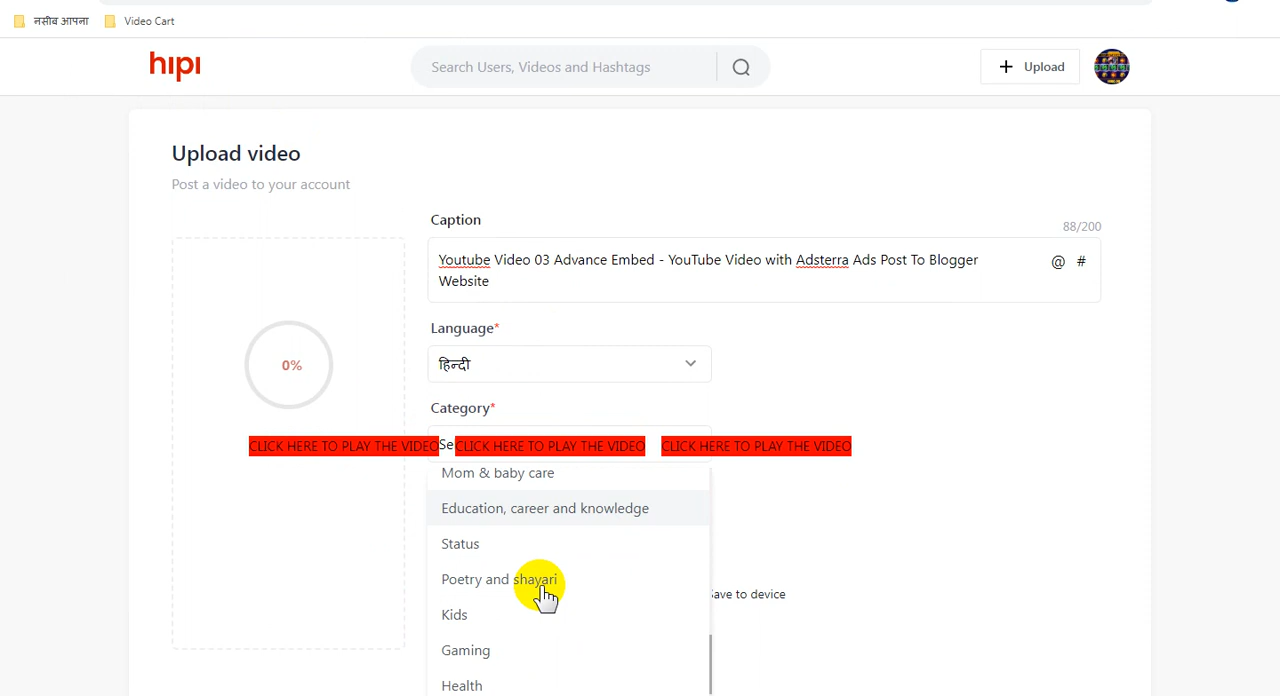 नसीब आपना Video Cart
hipi
Search Users, Videos and Hashtags
Upload
Upload video
Post a video to your account
Caption
88/200
Youtube Video 03 Advance Embed - YouTube Video with Adsterra Ads Post To Blogger
Website
@ #
Language*
हिन्दी
0%
Category*
CLICK HERE TO PLAY THE VIDEO Se CLICK HERE TO PLAY THE VIDEO CLICK HERE TO PLAY THE VIDEO
Mom & baby care
Education, career and knowledge
Status
Poetry and shayari
Save to device
Kids
Gaming
Health